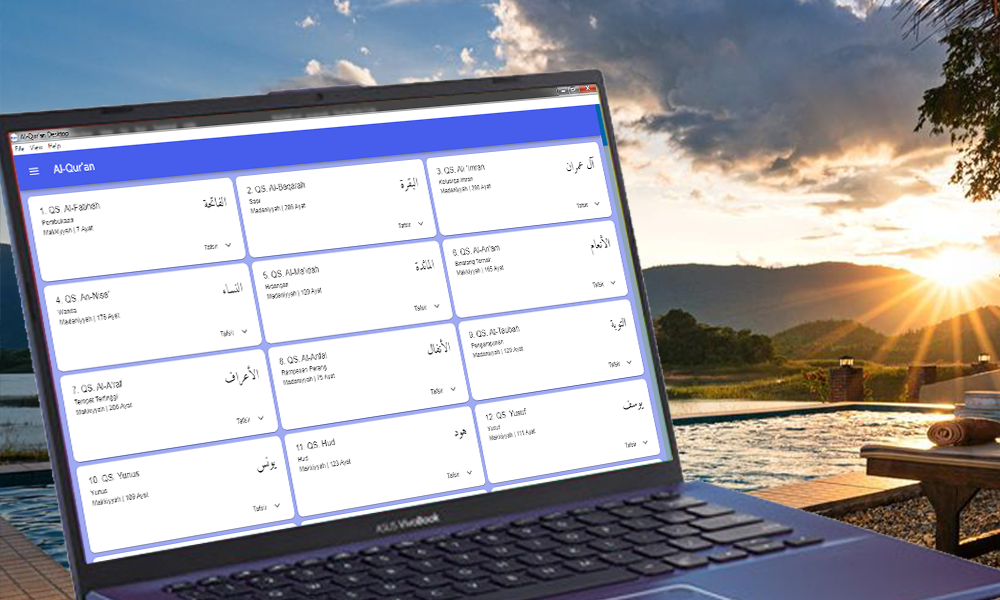 Al-Qur'an Desktop
File View Help
Al-Qur'an
1. QS. Al-Fatihah
الفاتحة
Pembukaan
Makkiyyah | 7 Ayat
Tafsir
2. QS. Al-Baqarah
البقرة
Sapi
Madaniyyah | 286 Ayat
Tafsir
3. QS. Ali 'Imran
آل عمران
Keluarga Imran
Madaniyyah | 200 Ayat
Tafsir
4. QS. An-Nisa'
النساء
Wanita
Madaniyyah | 176 Ayat
Tafsir
5. QS. Al-Ma'idah
المائدة
Hidangan
Madaniyyah | 120 Ayat
Tafsir
6. QS. Al-An'am
الأنعام
Binatang Ternak
Makkiyyah | 165 Ayat
Tafsir
7. QS. Al-A'raf
الأعراف
Tempat Tertinggi
Makkiyyah | 206 Ayat
Tafsir
8. QS. Al-Anfal
الأنفال
Rampasan Perang
Madaniyyah | 75 Ayat
Tafsir
9. QS. At-Taubah
التوبة
Pengampunan
Madaniyyah | 129 Ayat
Tafsir
10. QS. Yunus
يونس
Yunus
Makkiyyah | 109 Ayat
Tafsir
11. QS. Hud
هود
Hud
Makkiyyah | 123 Ayat
Tafsir
12. QS. Yusuf
يوسف
Yusuf
Makkiyyah | 111 Ayat
Tafsir
ASUS VivoBook